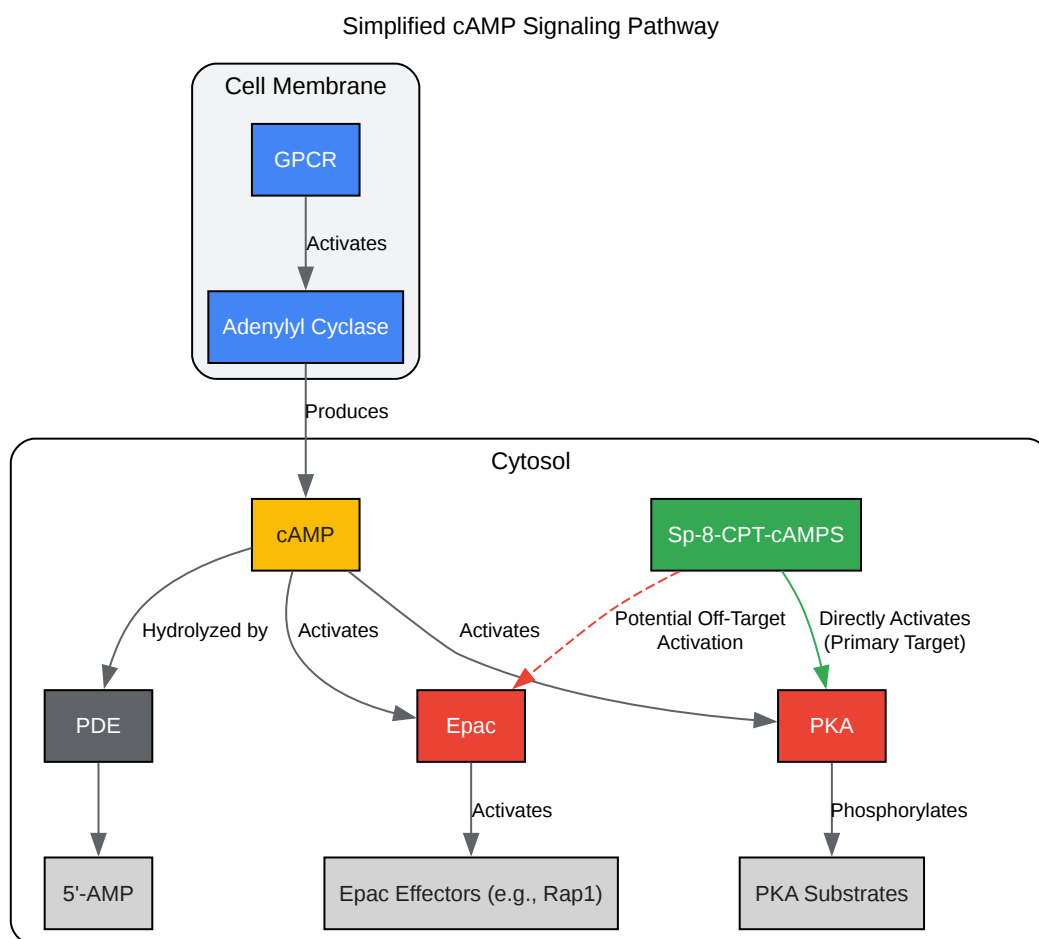 Simplified cAMP Signaling Pathway
Cell Membrane
GPCR
Activates
Adenylyl Cyclase
Produces
Cytosol
cAMP
Sp-8-CPT-cAMPS
Hydrolyzed by
Activates
Activates
Potential Off-Target
Activation
Directly Activates
(Primary Target)
PDE
Epac
PKA
Activates
Phosphorylates
5'-AMP
Epac Effectors (e.g., Rap1)
PKA Substrates